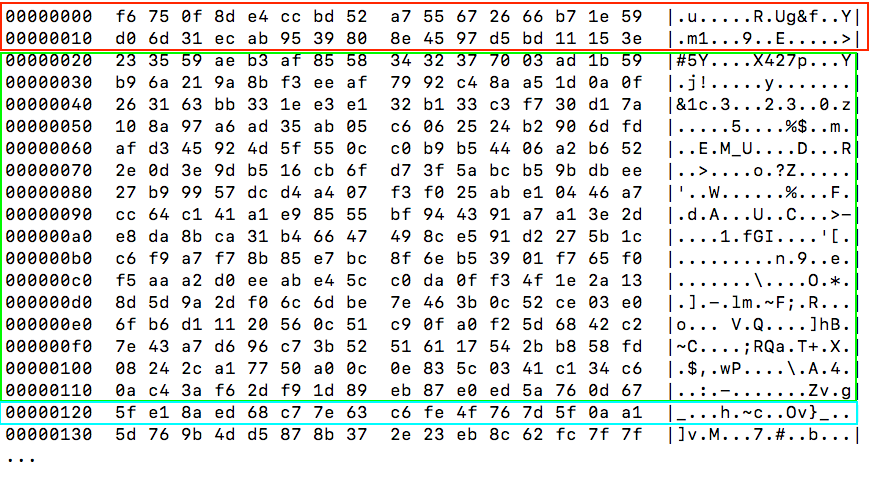 00000000  f6 75 0f 8d e4 cc bd 52  a7 55 67 26 66 b7 1e 59  |.u.....R.Ug&f..Y|
00000010  d0 6d 31 ec ab 95 39 80  8e 45 97 d5 bd 11 15 3e  |.m1...9..E.....>|
00000020  23 35 59 ae b3 af 85 58  34 32 37 70 03 ad 1b 59  |#5Y....X427p...Y|
00000030  b9 6a 21 9a 8b f3 ee af  79 92 c4 8a a5 1d 0a 0f  |.j!.....y.......|
00000040  26 31 63 bb 33 1e e3 e1  32 b1 33 c3 f7 30 d1 7a  |&1c.3...2.3..0.z|
00000050  10 8a 97 a6 ad 35 ab 05  c6 06 25 24 b2 90 6d fd  |.....5....%$..m.|
00000060  af d3 45 92 4d 5f 55 0c  c0 b9 b5 44 06 a2 b6 52  |..E.M_U....D...R|
00000070  2e 0d 3e 9d b5 16 cb 6f  d7 3f 5a bc b5 9b db ee  |..>....o.?Z.....|
00000080  27 b9 99 57 dc d4 a4 07  f3 f0 25 ab e1 04 46 a7  |'..W......%...F.|
00000090  cc 64 c1 41 a1 e9 85 55  bf 94 43 91 a7 a1 3e 2d  |.d.A...U..C...>-|
000000a0  e8 da 8b ca 31 b4 66 47  49 8c e5 91 d2 27 5b 1c  |....1.fGI....'[.|
000000b0  c6 f9 a7 f7 8b 85 e7 bc  8f 6e b5 39 01 f7 65 f0  |.........n.9..e.|
000000c0  f5 aa a2 d0 ee ab e4 5c  c0 da 0f f3 4f 1e 2a 13  |.......\....O.*.|
000000d0  8d 5d 9a 2d f0 6c 6d be  7e 46 3b 0c 52 ce 03 e0  |.].-.lm.~F;.R...|
000000e0  6f b6 d1 11 20 56 0c 51  c9 0f a0 f2 5d 68 42 c2  |o... V.Q....]hB.|
000000f0  7e 43 a7 d6 96 c7 3b 52  51 61 17 54 2b b8 58 fd  |~C....;RQa.T+.X.|
00000100  08 24 2c a1 77 50 a0 0c  0e 83 5c 03 41 c1 34 c6  |.$,.wP....\.A.4.|
00000110  0a c4 3a f6 2d f9 1d 89  eb 87 e0 ed 5a 76 0d 67  |..:.-.......Zv.g|
00000120  5f e1 8a ed 68 c7 7e 63  c6 fe 4f 76 7d 5f 0a a1  |_...h.~c..Ov}_..|
00000130  5d 76 9b 4d d5 87 8b 37  2e 23 eb 8c 62 fc 7f 7f  |]v.M...7.#..b...|
...